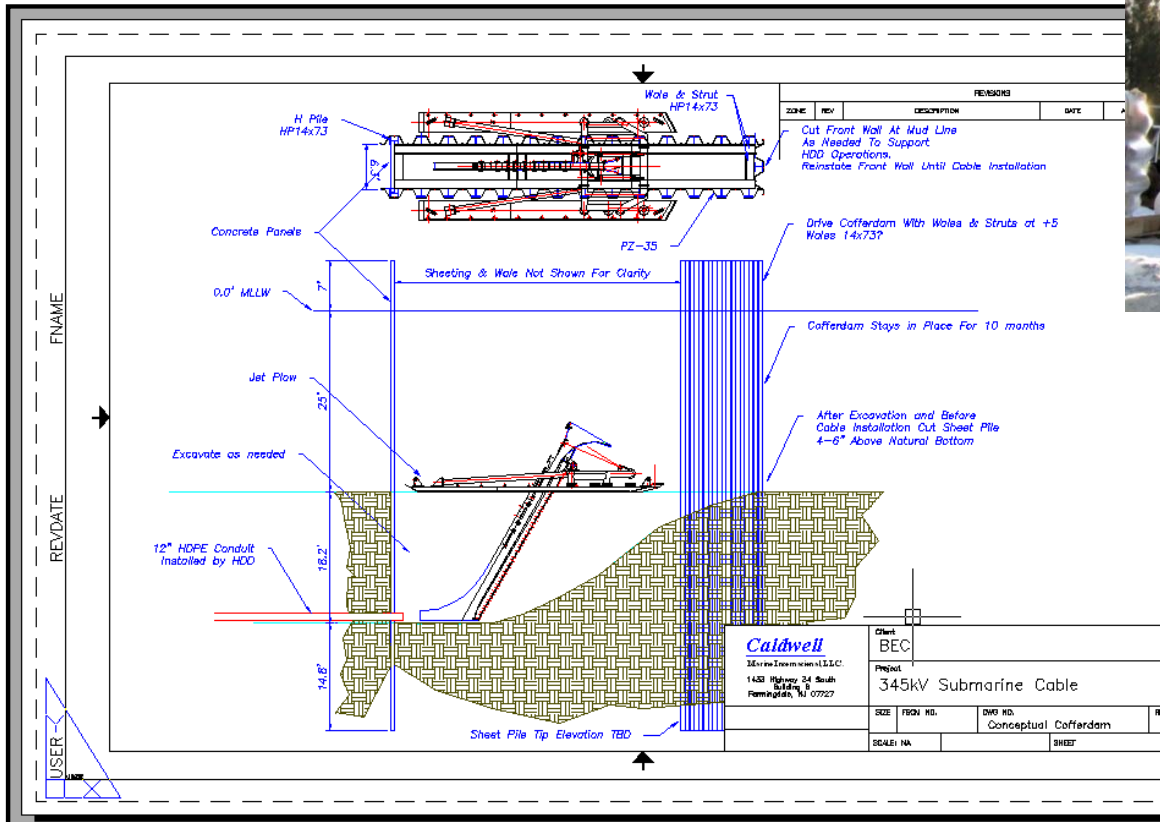 REVISIONS
ZONE REV DESCRIPTION DATE
H Pile
HP14x73
Wale & Strut
HP14x73
Cut Front Wall At Mud Line
As Needed To Support
HDD Operations.
Reinstate Front Wall Until Cable Installation
6.3'
Concrete Panels
PZ-35
Drive Cofferdam With Wales & Struts at +5
Wales 14x73?
Sheeting & Wale Not Shown For Clarity
7'
0.0' MLLW
Cofferdam Stays in Place For 10 months
Jet Plow
25'
After Excavation and Before
Cable Installation Cut Sheet Pile
4-6" Above Natural Bottom
Excavate as needed
12" HDPE Conduit
Installed by HDD
14.6'
Sheet Pile Tip Elevation TBD
FNAME
REVDATE
USER
Y
X
Caldwell
Marine International, L.L.C.
1433 Highway 34 South
Building B
Farmingdale, NJ 07727
Client
BEC
Project
345kV Submarine Cable
SIZE FSCM NO. DWG NO.
Conceptual Cofferdam
SCALE: NA SHEET